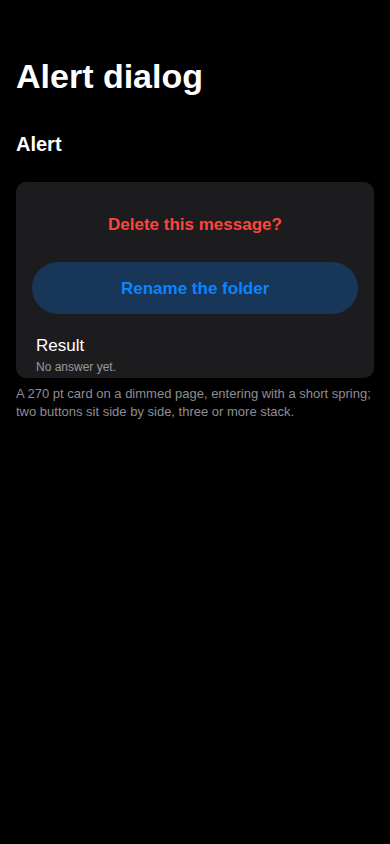 Alert dialog
Alert
Delete this message?
Rename the folder
Result
No answer yet.
A 270 pt card on a dimmed page, entering with a short spring;
two buttons sit side by side, three or more stack.